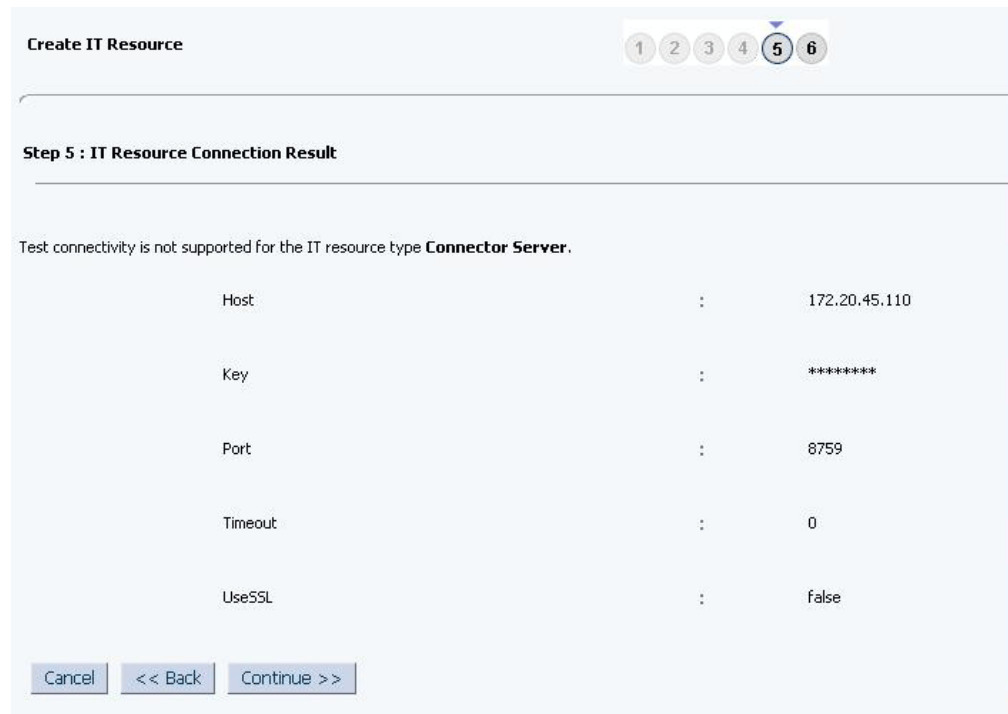 Create IT Resource 1 2 3 4 5 6
Step 5 : IT Resource Connection Result
Test connectivity is not supported for the IT resource type Connector Server.
Host : 172.20.45.110
Key : ********
Port : 8759
Timeout : 0
UseSSL : false
Cancel << Back Continue >>